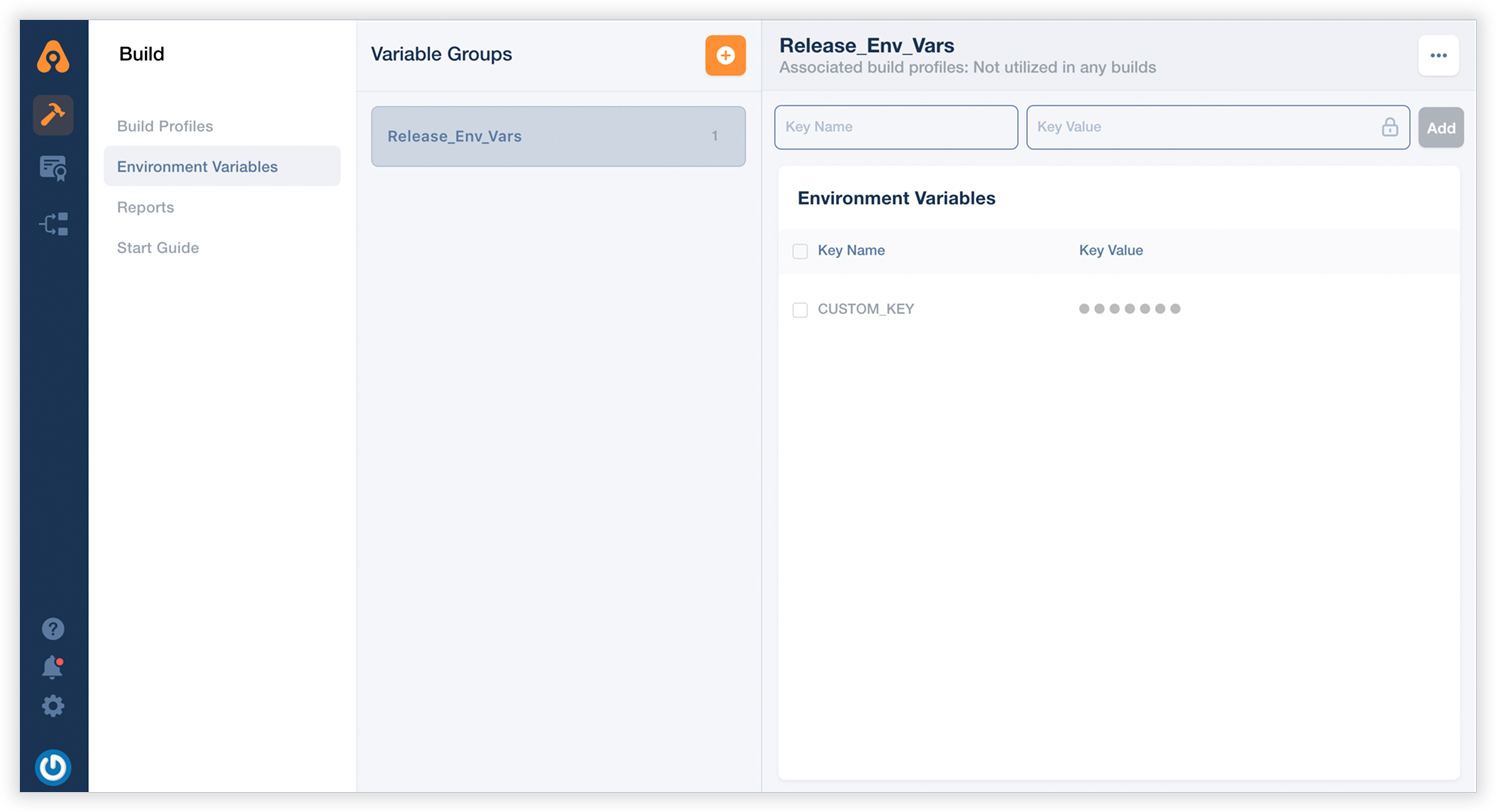 Build
Build Profiles
Environment Variables
Reports
Start Guide
Variable Groups
Release_Env_Vars 1
Release_Env_Vars
Associated build profiles: Not utilized in any builds
Key Name Key Value Add
Environment Variables
Key Name Key Value
CUSTOM_KEY